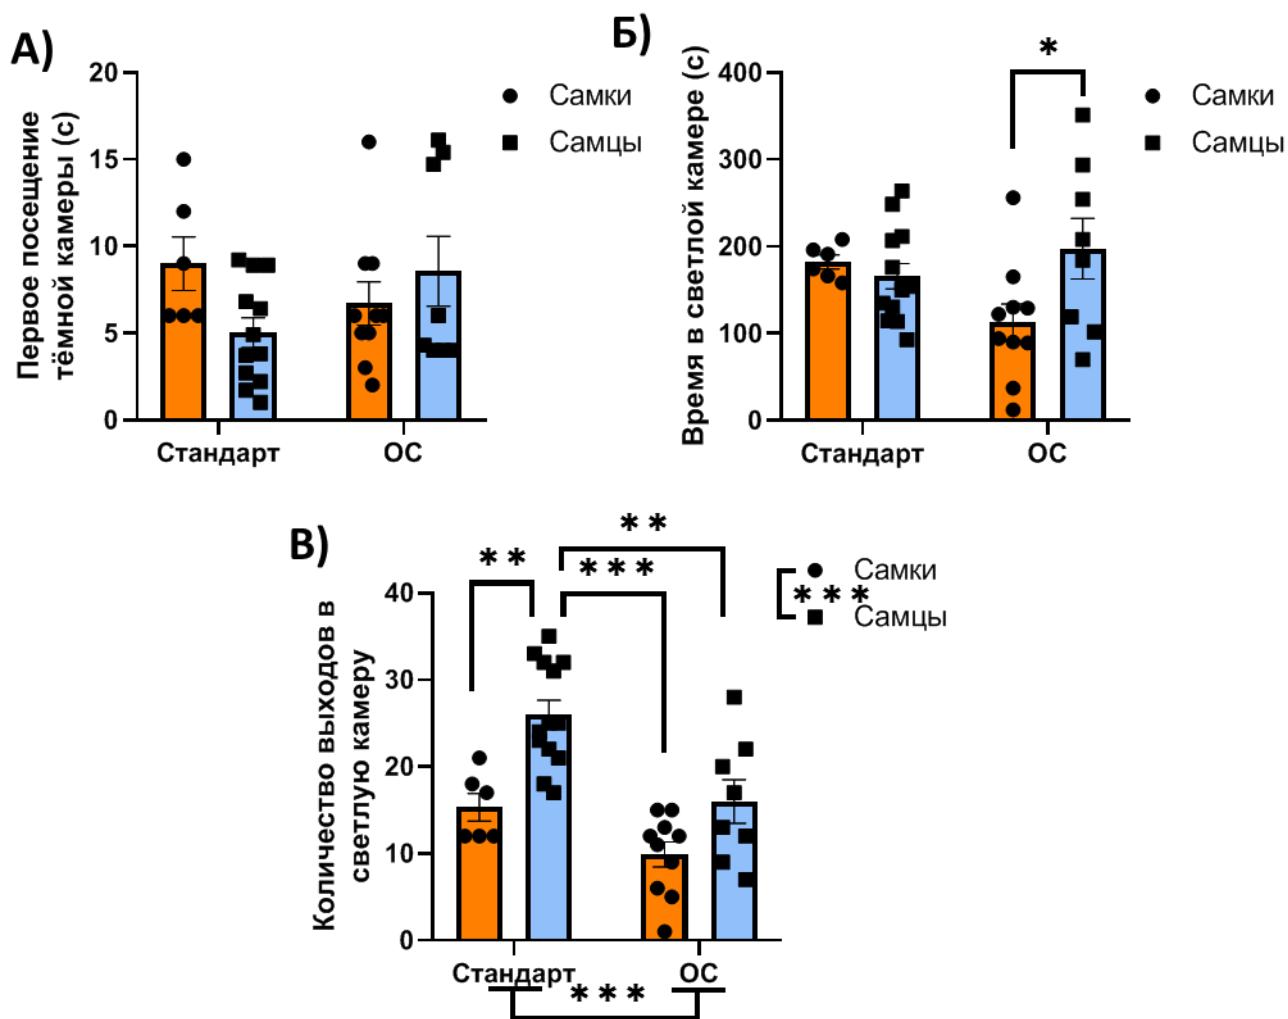 А)
Первое посещение
тёмной камеры (с)
20
15
10
5
0
Стандарт
ОС
Самки
Самцы
Б)
Время в светлой камере (с)
400
300
200
100
0
Стандарт
ОС
*
Самки
Самцы
В)
Количество выходов в
светлую камеру
40
30
20
10
0
**
***
**
Стандарт
ОС
***
Самки
***
Самцы